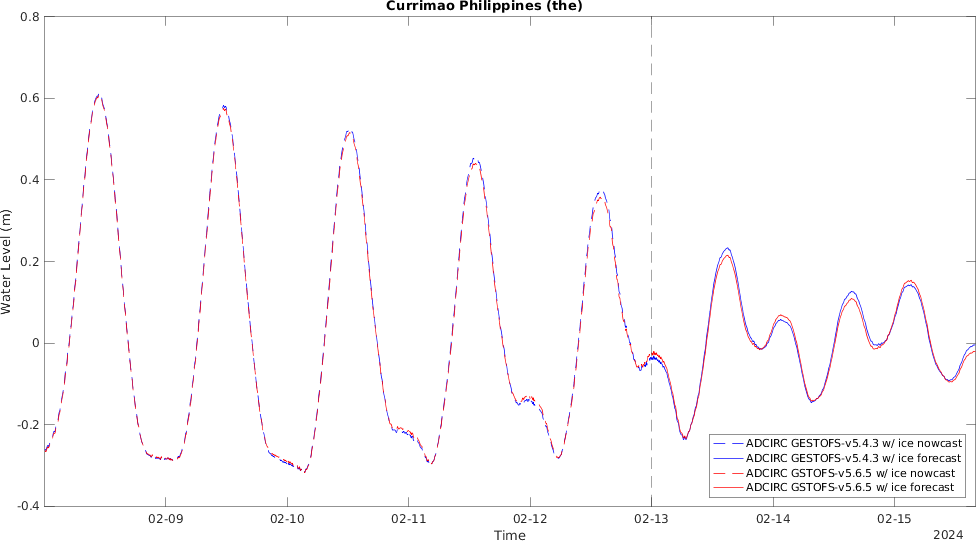 Currimao Philippines (the)
0.8
0.6
0.4
0.2
0
-0.2
-0.4
Water Level (m)
02-09
02-10
02-11
02-12
02-13
02-14
02-15
Time
2024
ADCIRC GESTOFS-v5.4.3 w/ ice nowcast
ADCIRC GESTOFS-v5.4.3 w/ ice forecast
ADCIRC GSTOFS-v5.6.5 w/ ice nowcast
ADCIRC GSTOFS-v5.6.5 w/ ice forecast